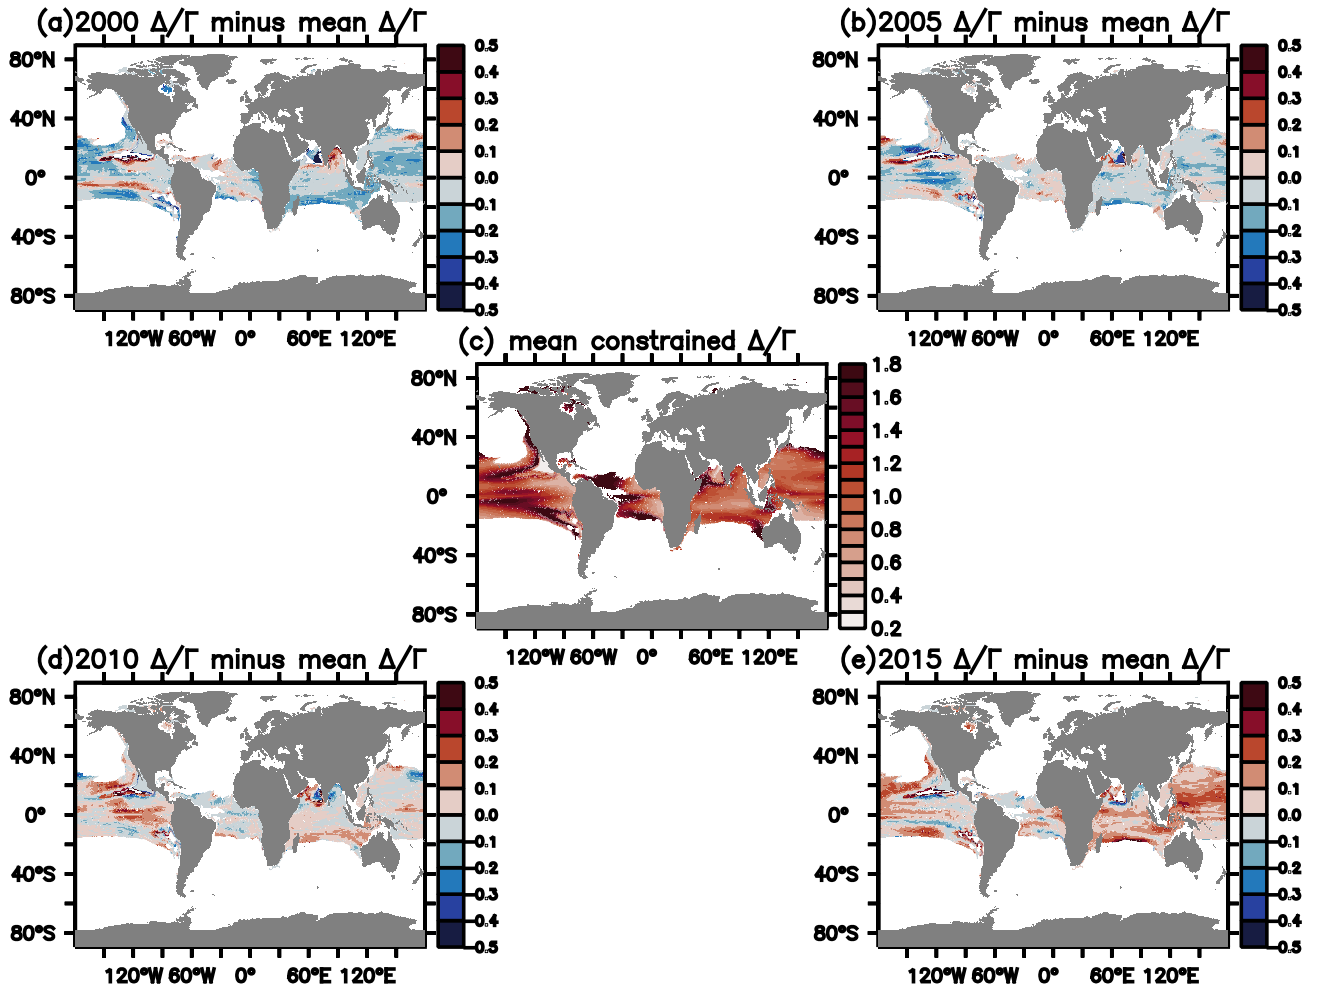 (a)2000 Δ/Γ minus mean Δ/Γ
80°N
40°N
0°
40°S
80°S
120°W 60°W 0° 60°E 120°E
0.5
0.4
0.3
0.2
0.1
0.0
-0.1
-0.2
-0.3
-0.4
-0.5
(b)2005 Δ/Γ minus mean Δ/Γ
80°N
40°N
0°
40°S
80°S
120°W 60°W 0° 60°E 120°E
0.5
0.4
0.3
0.2
0.1
0.0
-0.1
-0.2
-0.3
-0.4
-0.5
(c) mean constrained Δ/Γ
80°N
40°N
0°
40°S
80°S
120°W 60°W 0° 60°E 120°E
1.8
1.6
1.4
1.2
1.0
0.8
0.6
0.4
0.2
(d)2010 Δ/Γ minus mean Δ/Γ
80°N
40°N
0°
40°S
80°S
120°W 60°W 0° 60°E 120°E
0.5
0.4
0.3
0.2
0.1
0.0
-0.1
-0.2
-0.3
-0.4
-0.5
(e)2015 Δ/Γ minus mean Δ/Γ
80°N
40°N
0°
40°S
80°S
120°W 60°W 0° 60°E 120°E
0.5
0.4
0.3
0.2
0.1
0.0
-0.1
-0.2
-0.3
-0.4
-0.5